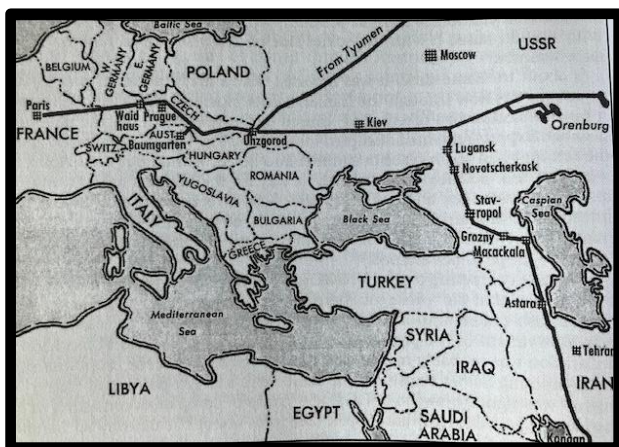 Baltic Sea
BELGIUM
W.
GERMANY
E.
GERMANY
POLAND
From Tyumen
Moscow
USSR
Paris
FRANCE
Waid
haus
Prague
CZECH
AUST
Baumgarten
SWITZ.
HUNGARY
Uhzgorod
Kiev
Orenburg
Lugansk
Novotscherkask
ROMANIA
YUGOSLAVIA
ITALY
BULGARIA
Black Sea
Stav-
ropol
Caspian
Sea
Grozny
Macackala
GREECE
TURKEY
Astara
Mediterranean
Sea
SYRIA
IRAQ
Tehran
IRAN
LIBYA
EGYPT
SAUDI
ARABIA
Kangan